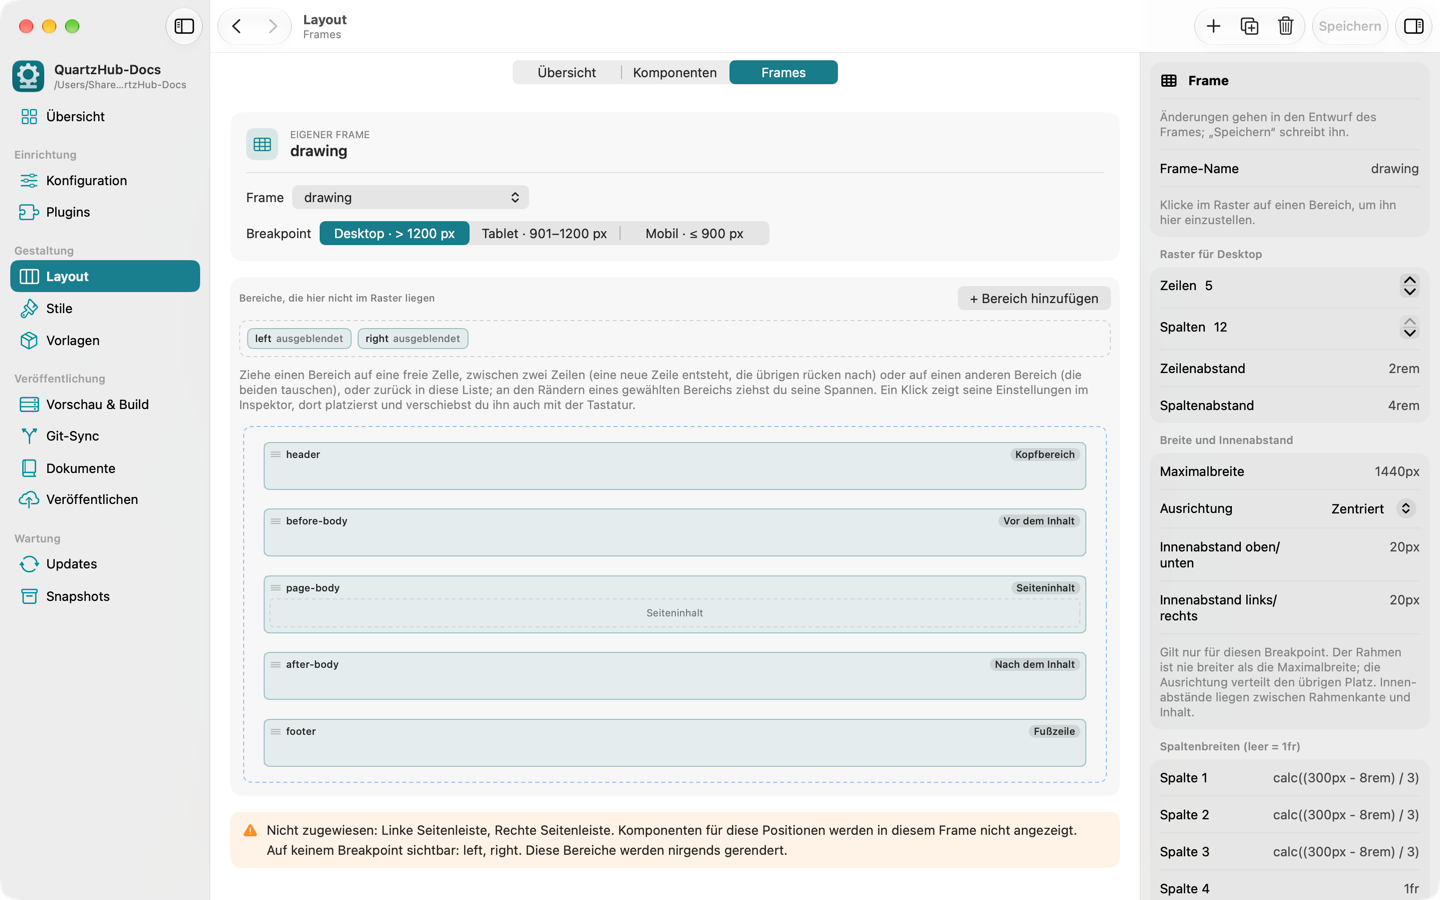 QuartzHub-Docs
/Users/Share...rtzHub-Docs
Übersicht
Einrichtung
Konfiguration
Plugins
Gestaltung
Layout
Stile
Vorlagen
Veröffentlichung
Vorschau & Build
Git-Sync
Dokumente
Veröffentlichen
Wartung
Updates
Snapshots
Layout
Frames
Speichern
Übersicht
Komponenten
Frames
EIGENER FRAME
drawing
Frame
drawing
Breakpoint
Desktop · > 1200 px
Tablet · 901–1200 px
Mobil · ≤ 900 px
Bereiche, die hier nicht im Raster liegen
+ Bereich hinzufügen
left ausgeblendet
right ausgeblendet
Ziehe einen Bereich auf eine freie Zelle, zwischen zwei Zeilen (eine neue Zeile entsteht, die übrigen rücken nach) oder auf einen anderen Bereich (die
beiden tauschen), oder zurück in diese Liste; an den Rändern eines gewählten Bereichs ziehst du seine Spannen. Ein Klick zeigt seine Einstellungen im
Inspektor, dort platzierst und verschiebst du ihn auch mit der Tastatur.
header
Kopfbereich
before-body
Vor dem Inhalt
page-body
Seiteninhalt
Seiteninhalt
after-body
Nach dem Inhalt
footer
Fußzeile
Nicht zugewiesen: Linke Seitenleiste, Rechte Seitenleiste. Komponenten für diese Positionen werden in diesem Frame nicht angezeigt.
Auf keinem Breakpoint sichtbar: left, right. Diese Bereiche werden nirgends gerendert.
Frame
Änderungen gehen in den Entwurf des
Frames; „Speichern“ schreibt ihn.
Frame-Name
drawing
Klicke im Raster auf einen Bereich, um ihn
hier einzustellen.
Raster für Desktop
Zeilen 5
Spalten 12
Zeilenabstand
2rem
Spaltenabstand
4rem
Breite und Innenabstand
Maximalbreite
1440px
Ausrichtung
Zentriert
Innenabstand oben/
unten
20px
Innenabstand links/
rechts
20px
Gilt nur für diesen Breakpoint. Der Rahmen
ist nie breiter als die Maximalbreite; die
Ausrichtung verteilt den übrigen Platz. Innen-
abstände liegen zwischen Rahmenkante und
Inhalt.
Spaltenbreiten (leer = 1fr)
Spalte 1
calc((300px - 8rem) / 3)
Spalte 2
calc((300px - 8rem) / 3)
Spalte 3
calc((300px - 8rem) / 3)
Spalte 4
1fr